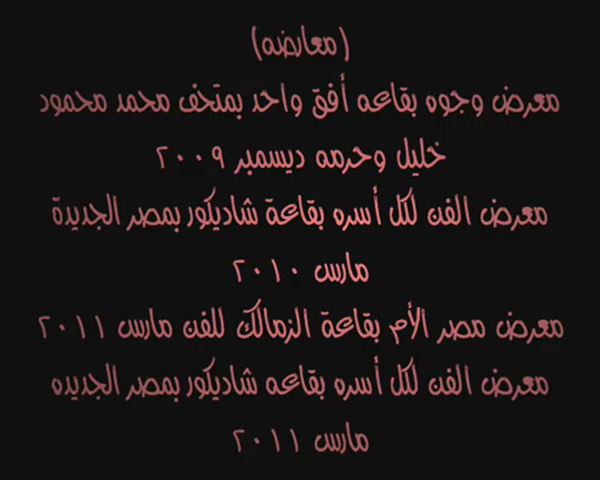 (معارضه)
معرض وجوه بقاعه أفق واحد بمتحف محمد محمود
خليل وحرمه ديسمبر ٢٠٠٩
معرض الفن لكل أسره بقاعة شاديكور بمصر الجديدة
مارس ٢٠١٠
معرض مصر الأم بقاعة الزمالك للفن مارس ٢٠١١
معرض الفن لكل أسره بقاعه شاديكور بمصر الجديده
مارس ٢٠١١